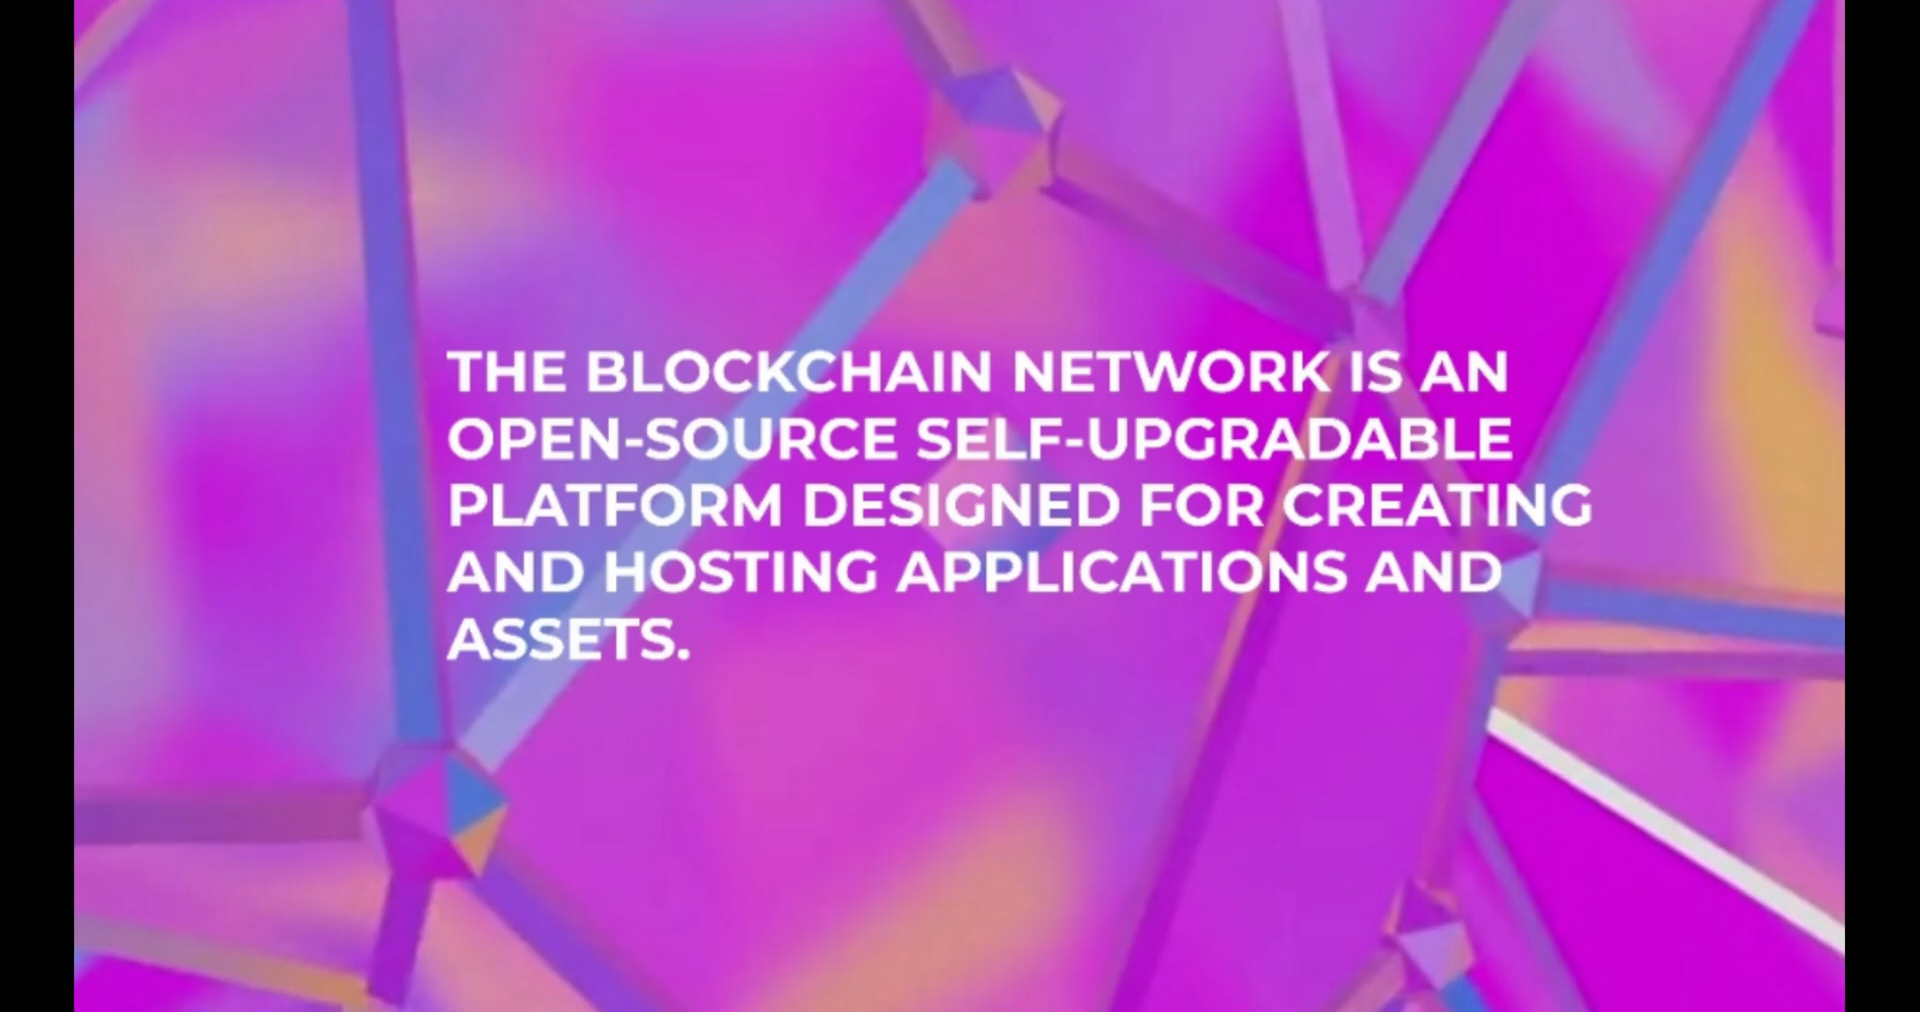 THE BLOCKCHAIN NETWORK IS AN
OPEN-SOURCE SELF-UPGRADABLE
PLATFORM DESIGNED FOR CREATING
AND HOSTING APPLICATIONS AND
ASSETS.